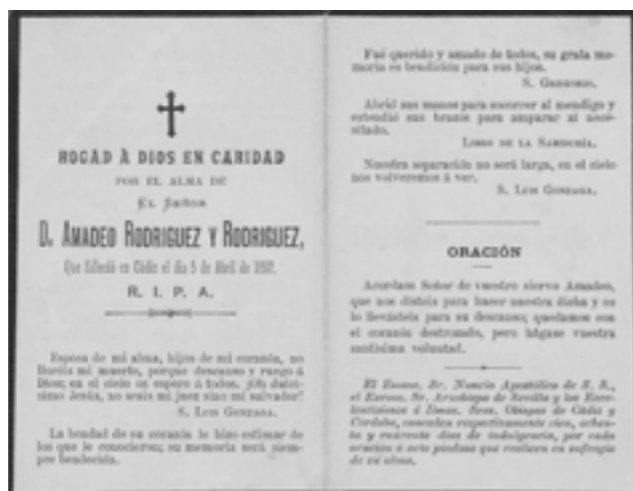 ROGAD À DIOS EN CARIDAD
POR EL ALMA DE
EL SEÑOR
D. AMADEO RODRIGUEZ Y RODRIGUEZ,
Que falleció en Cádiz el día 5 de Abril de
R. I. P. A.
Esposa de mi alma, hijos de mi corazón, no
lloréis mi muerte, porque descanso y ruego á
Dios; en el cielo os espero á todos. ¡Oh dulcí-
simo Jesús, no seais mi juez sino mi salvador!
S. LUIS GONZAGA.
La bondad de su corazón le hizo estimar de
los que le conocieron; su memoria será siem-
pre bendecida.
Fué querido y amado de todos, su grata me-
moria es bendición para sus hijos.
S. GREGORIO.
Abrió sus manos para socorrer al mendigo y
extendió sus brazos para amparar al nece-
sitado.
LIBRO DE LA SABIDURÍA.
Nuestra separación no será larga, en el cielo
nos volveremos á ver.
S. LUIS GONZAGA.
ORACIÓN
Acordaos Señor de vuestro siervo Amadeo,
que nos disteis para hacer nuestra dicha y os
lo llevásteis para su descanso; quedamos con
el corazón destrozado, pero hágase vuestra
santísima voluntad.
El Excmo. Sr. Nuncio Apostólico de S. S.,
el Excmo. Sr. Arzobispo de Sevilla y los Exce-
lentísimos é Iltmos. Sres. Obispos de Cádiz y
Córdoba, conceden respectivamente cien, ochen-
ta y cuarenta días de indulgencia, por cada
oración ó acto piadoso que realicen en sufragio
de su alma.